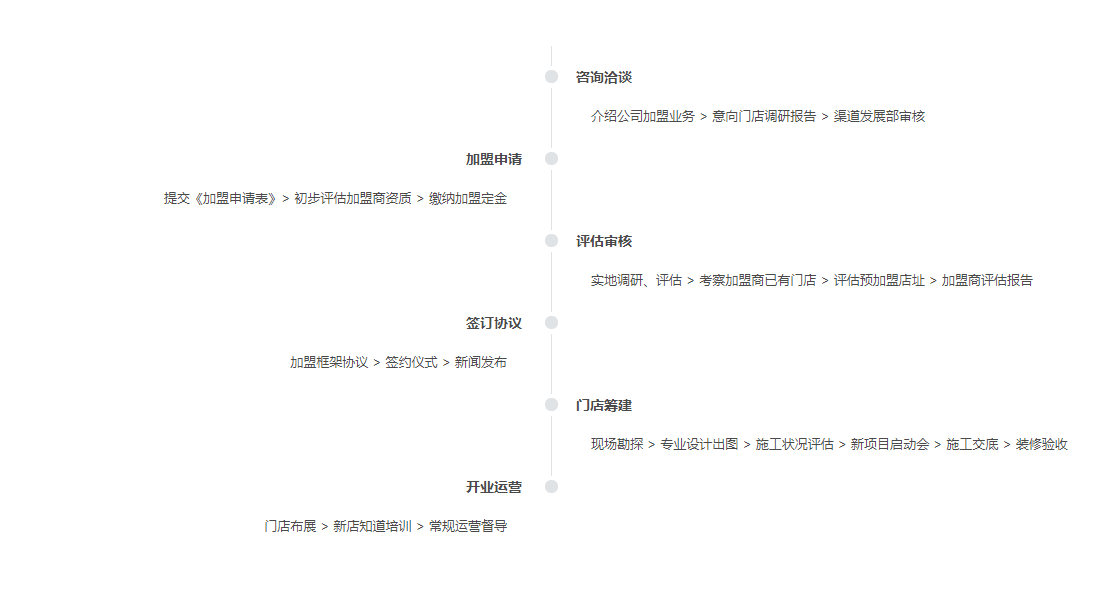 咨询洽谈
介绍公司加盟业务 > 意向门店调研报告 > 渠道发展部审核
加盟申请
提交《加盟申请表》 > 初步评估加盟商资质 > 缴纳加盟定金
评估审核
实地调研、评估 > 考察加盟商已有门店 > 评估预加盟店址 > 加盟商评估报告
签订协议
加盟框架协议 > 签约仪式 > 新闻发布
门店筹建
现场勘探 > 专业设计出图 > 施工状况评估 > 新项目启动会 > 施工交底 > 装修验收
开业运营
门店布展 > 新店知道培训 > 常规运营督导